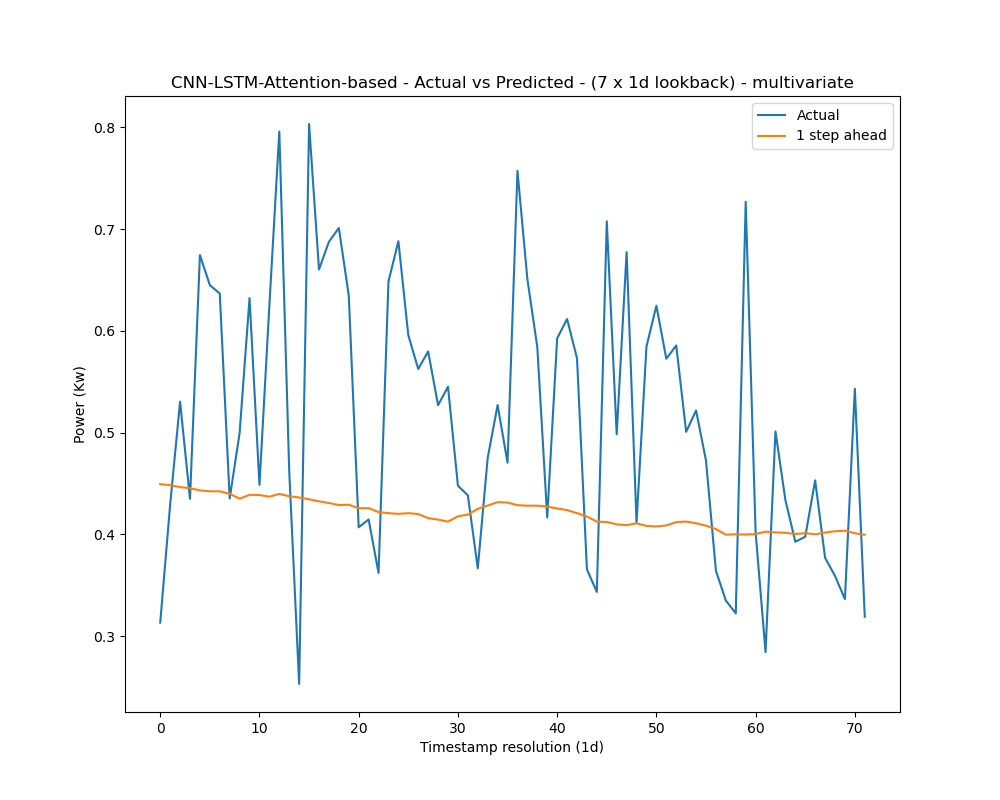 CNN-LSTM-Attention-based - Actual vs Predicted - (7 x 1d lookback) - multivariate
Actual
1 step ahead
0.8
0.7
0.6
0.5
0.4
0.3
Power (Kw)
0 10 20 30 40 50 60 70
Timestamp resolution (1d)